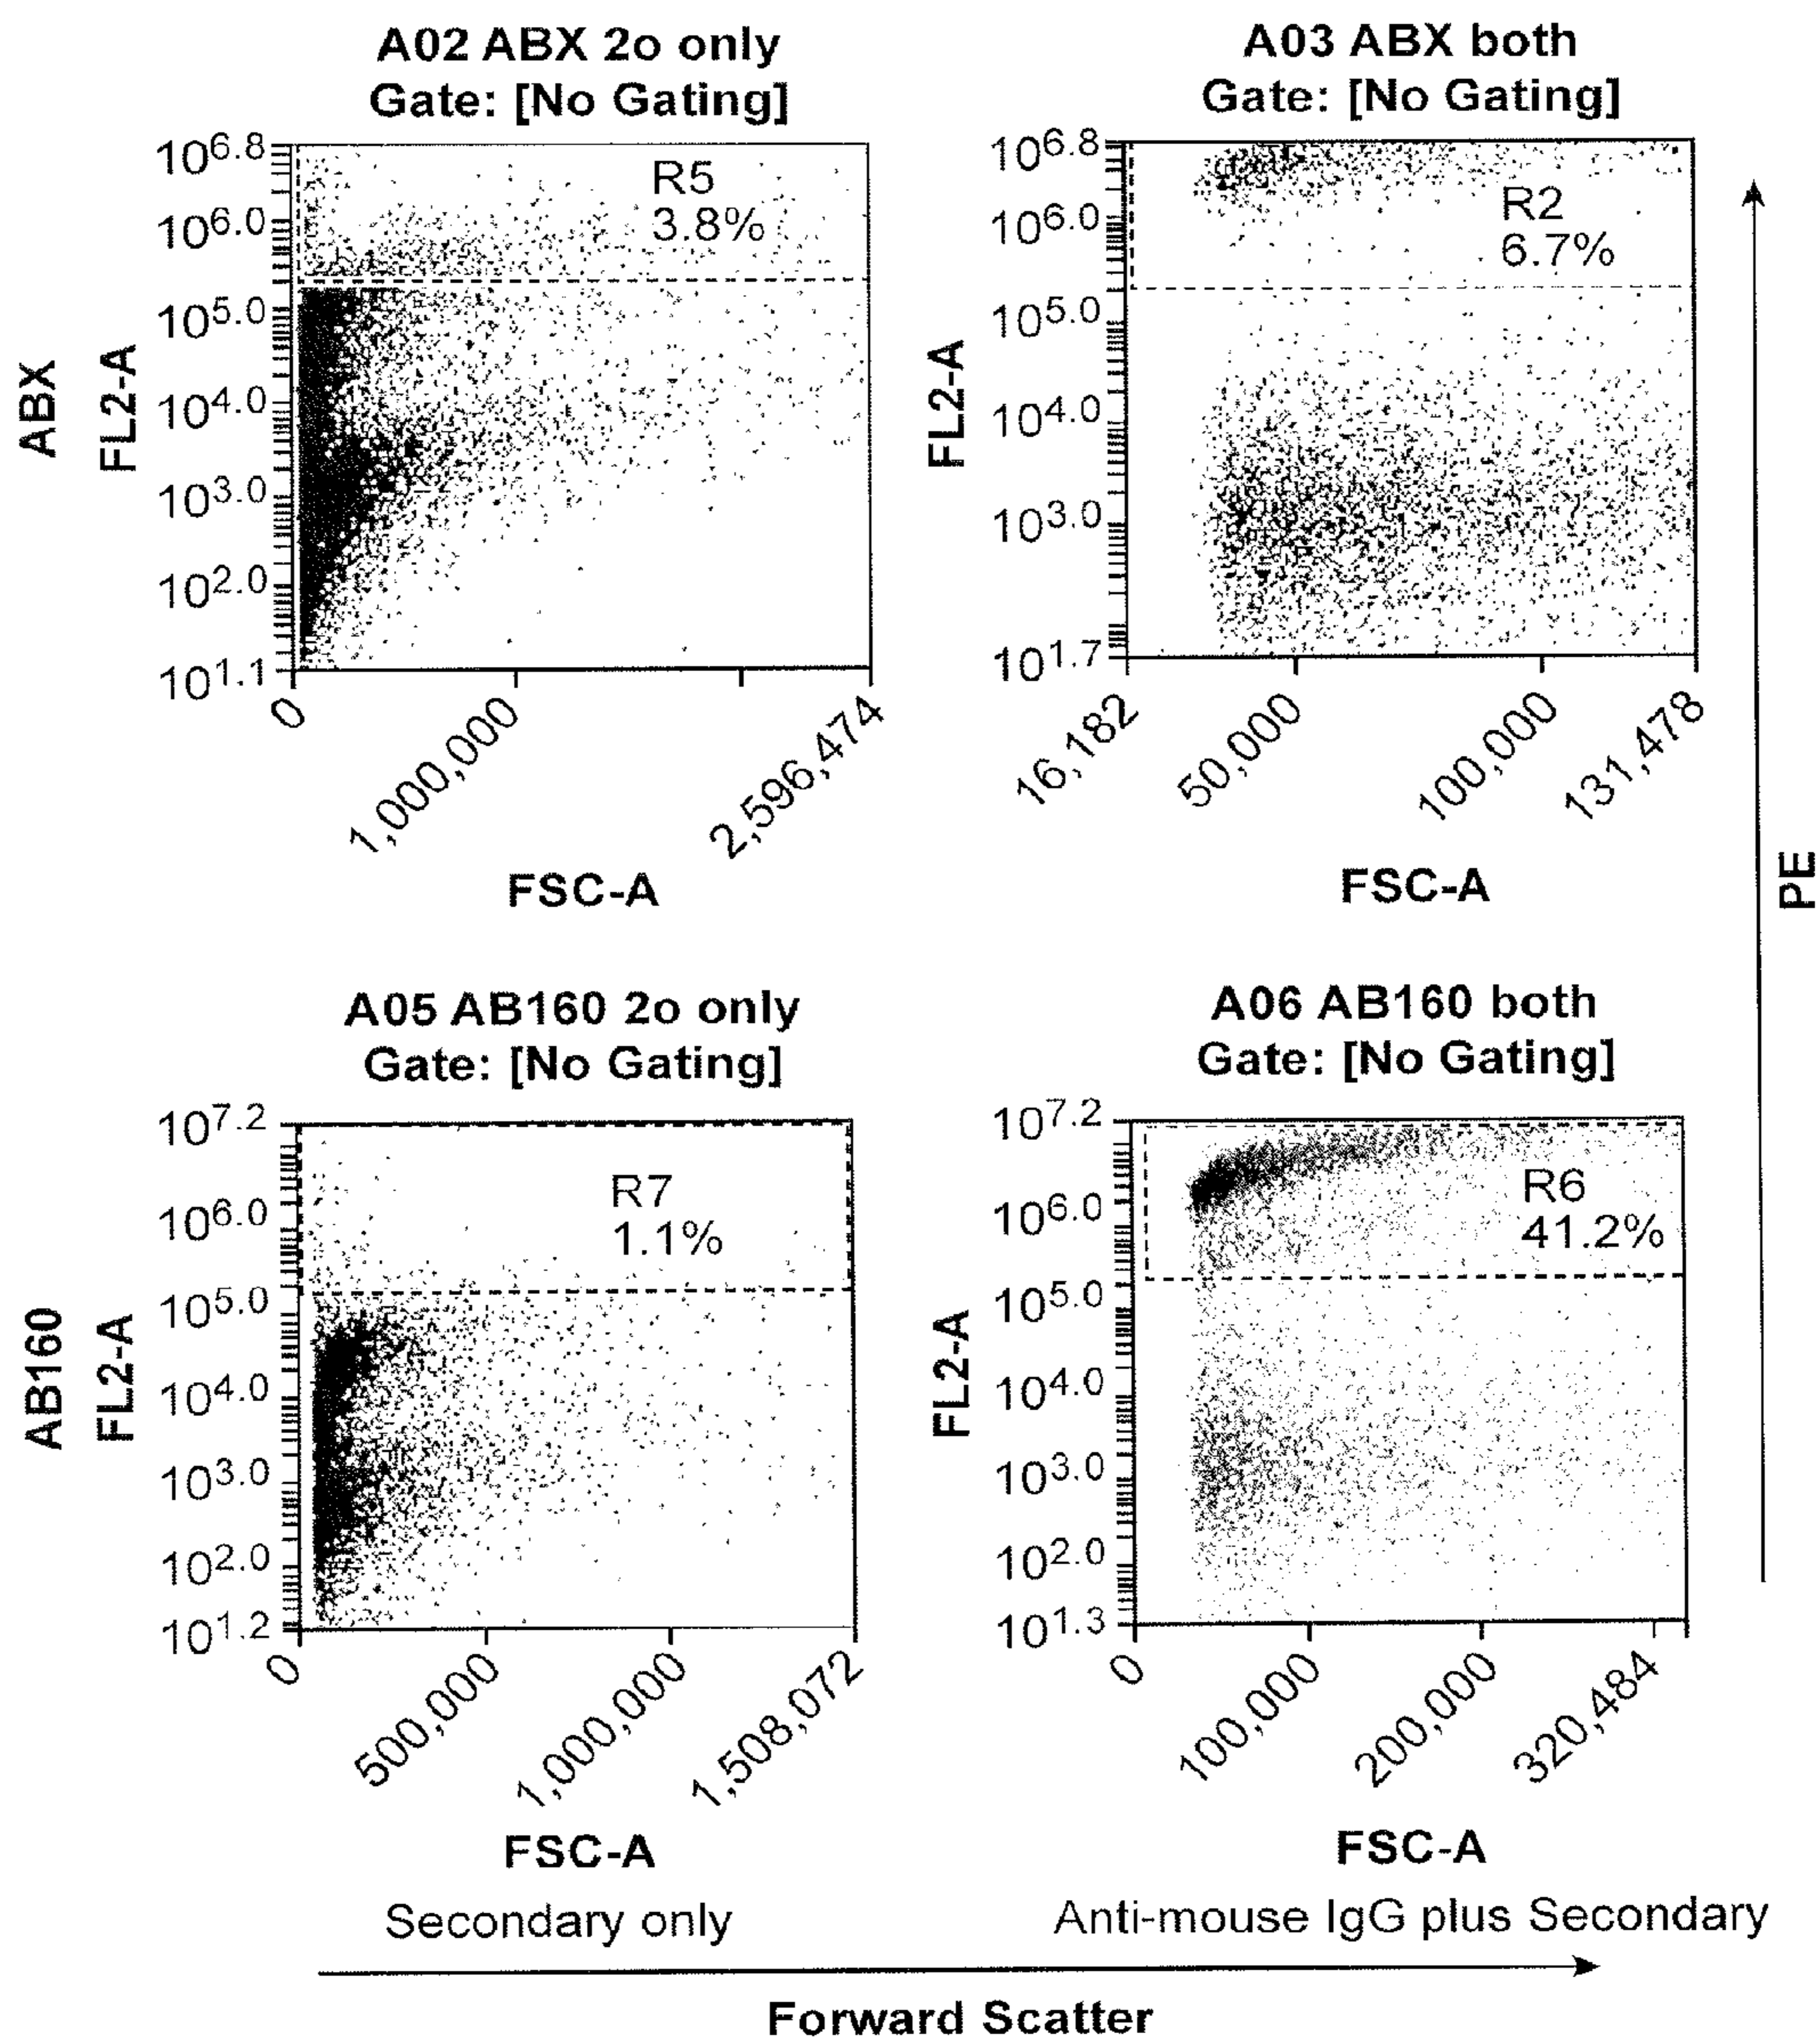 A02 ABX 2o only
Gate: [No Gating]
ABX
FL2-A
10^6.8
10^6.0
10^5.0
10^4.0
10^3.0
10^2.0
10^1.1
R5
3.8%
0
1,000,000
2,596,474
FSC-A
A03 ABX both
Gate: [No Gating]
FL2-A
10^6.8
10^6.0
10^5.0
10^4.0
10^3.0
10^1.7
R2
6.7%
16,182
50,000
100,000
131,478
FSC-A
PE
A05 AB160 2o only
Gate: [No Gating]
AB160
FL2-A
10^7.2
10^6.0
10^5.0
10^4.0
10^3.0
10^2.0
10^1.2
R7
1.1%
0
500,000
1,000,000
1,508,072
FSC-A
A06 AB160 both
Gate: [No Gating]
FL2-A
10^7.2
10^6.0
10^5.0
10^4.0
10^3.0
10^2.0
10^1.3
R6
41.2%
0
100,000
200,000
320,484
FSC-A
Secondary only
Anti-mouse IgG plus Secondary
Forward Scatter